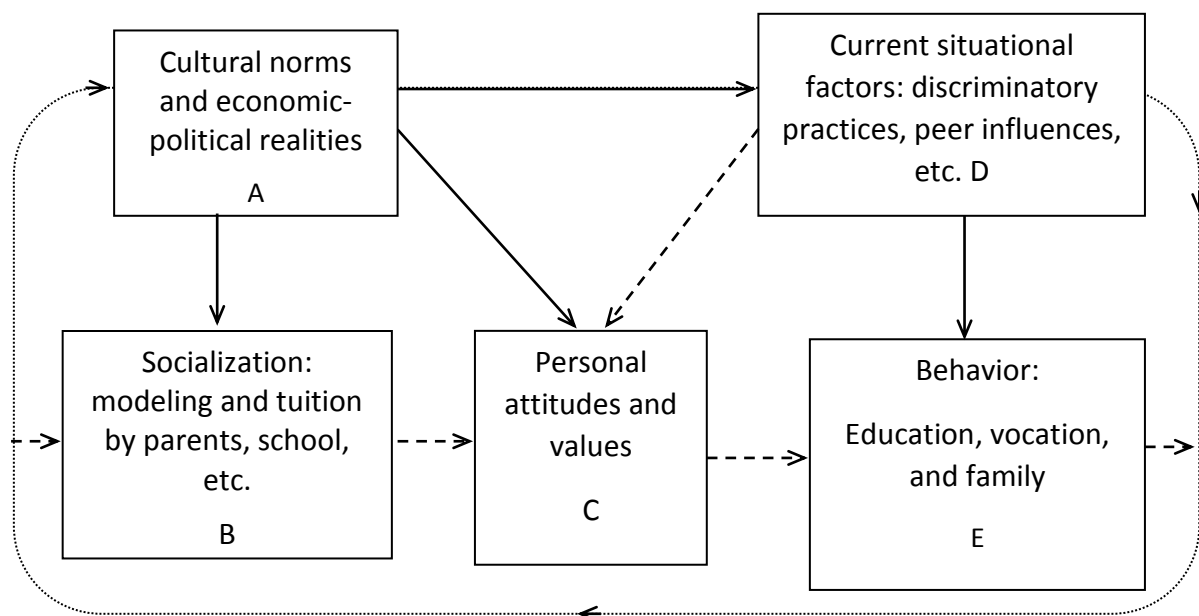 Cultural norms
and economic-
political realities
A
Current situational
factors: discriminatory
practices, peer influences,
etc. D
Socialization:
modeling and tuition
by parents, school,
etc.
B
Personal
attitudes and
values
C
Behavior:
Education, vocation,
and family
E